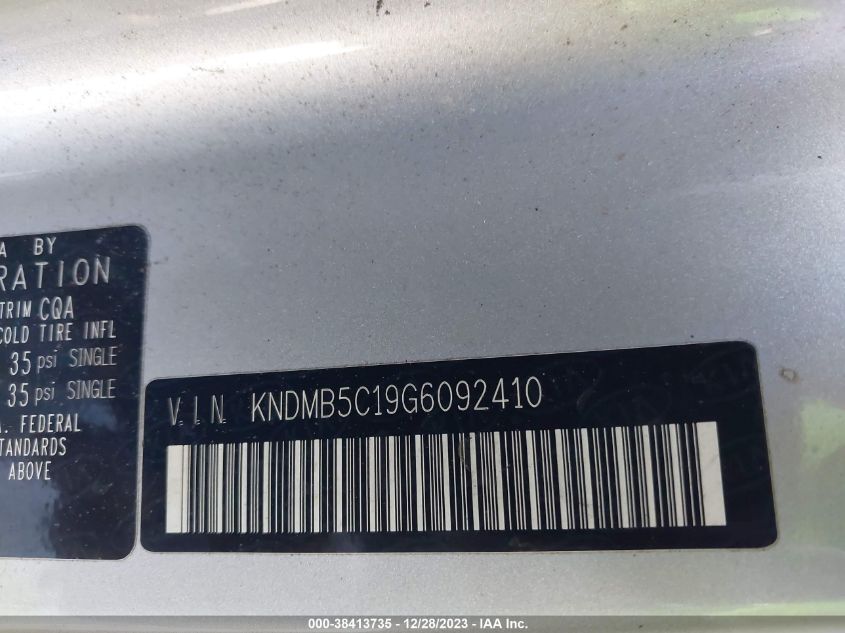 A BY
RATION
TRIM CQA
COLD TIRE INFL
35 psi SINGLE
35 psi SINGLE
A. FEDERAL
STANDARDS
ABOVE
V.I.N. KNDMB5C19G6092410
000-38413735 - 12/28/2023 - IAA Inc.